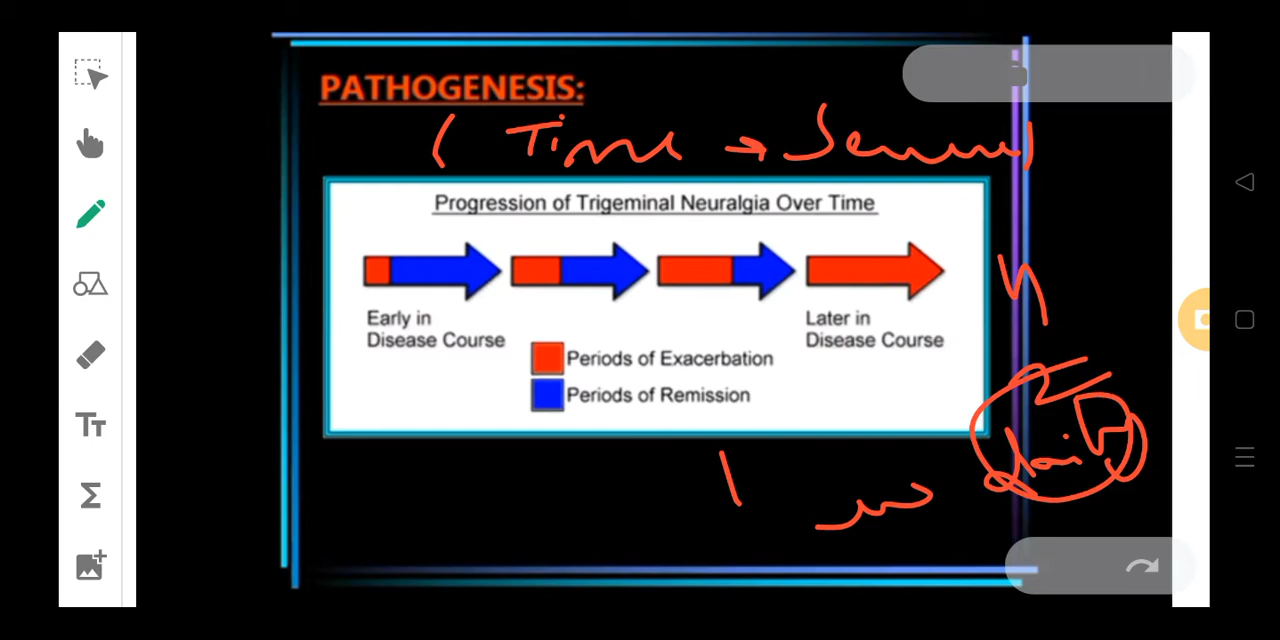 PATHOGENESIS:
( Time →
Progression of Trigeminal Neuralgia Over Time
Early in
Disease Course
Later in
Disease Course
Periods of Exacerbation
Periods of Remission